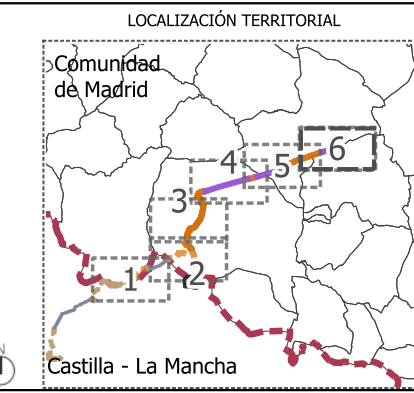 LOCALIZACIÓN TERRITORIAL
Comunidad
de Madrid
4
5
6
3
1
2
N
Castilla - La Mancha